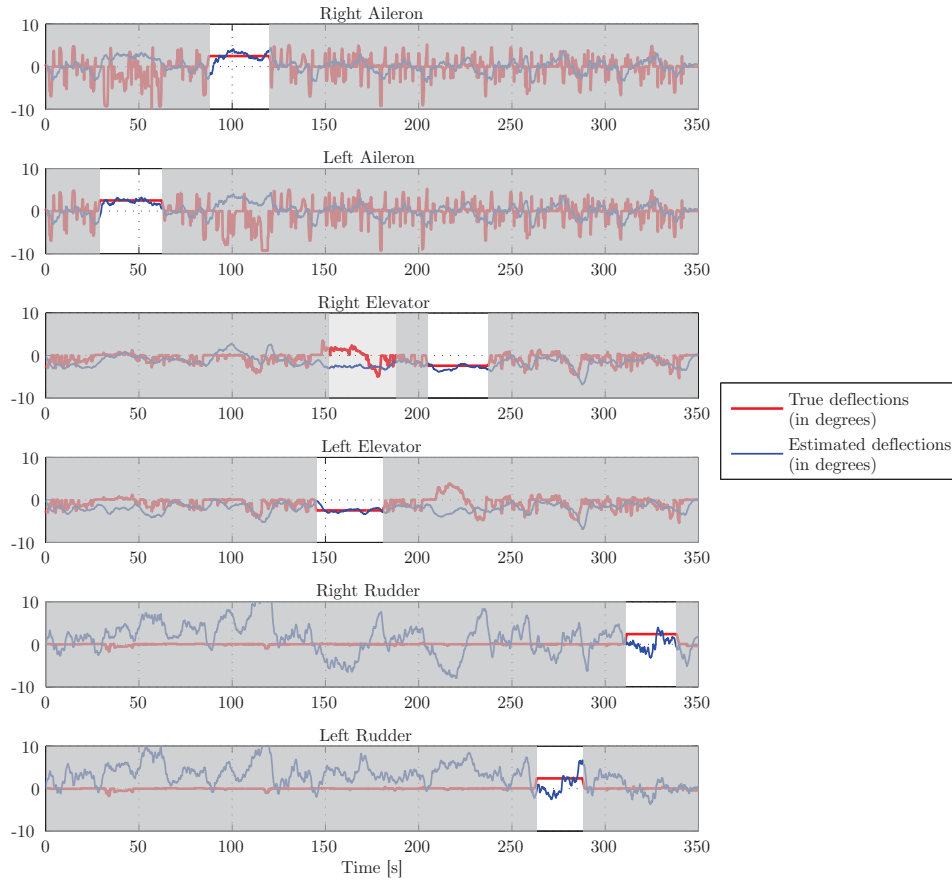 Right Aileron
10
0
-10
0 50 100 150 200 250 300 350
Left Aileron
10
0
-10
0 50 100 150 200 250 300 350
Right Elevator
10
0
-10
0 50 100 150 200 250 300 350
True deflections
(in degrees)
Estimated deflections
(in degrees)
Left Elevator
10
0
-10
0 50 100 150 200 250 300 350
Right Rudder
10
0
-10
0 50 100 150 200 250 300 350
Left Rudder
10
0
-10
0 50 100 150 200 250 300 350
Time [s]